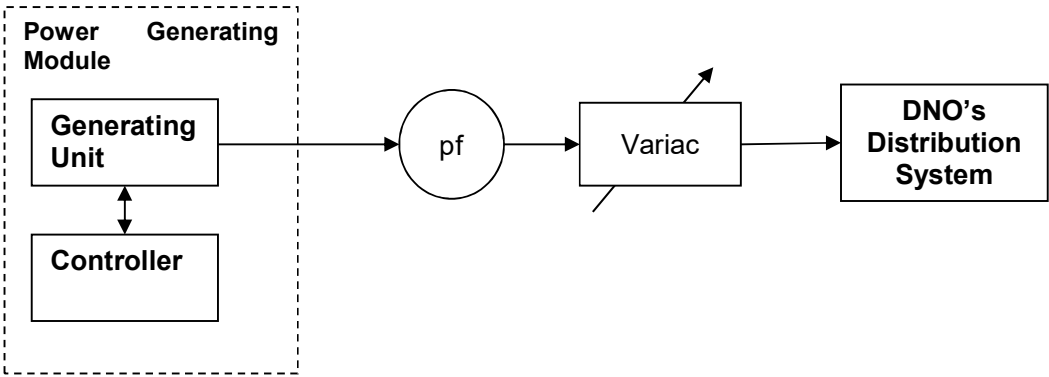 Power Generating
Module
Generating
Unit
Controller
pf
Variac
DNO's
Distribution
System